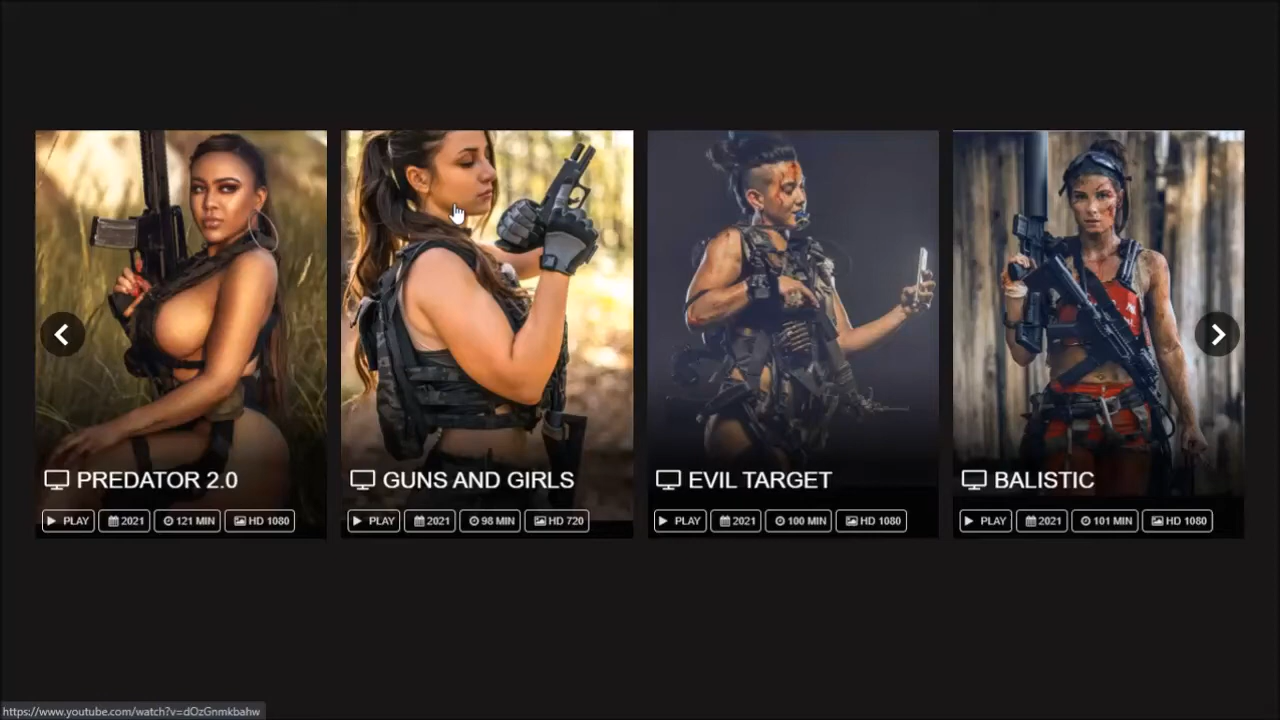 PREDATOR 2.0
PLAY 2021 121 MIN HD 1080
GUNS AND GIRLS
PLAY 2021 98 MIN HD 720
EVIL TARGET
PLAY 2021 100 MIN HD 1080
BALISTIC
PLAY 2021 101 MIN HD 1080
https://www.youtube.com/watch?v=dOzGnmkbahw